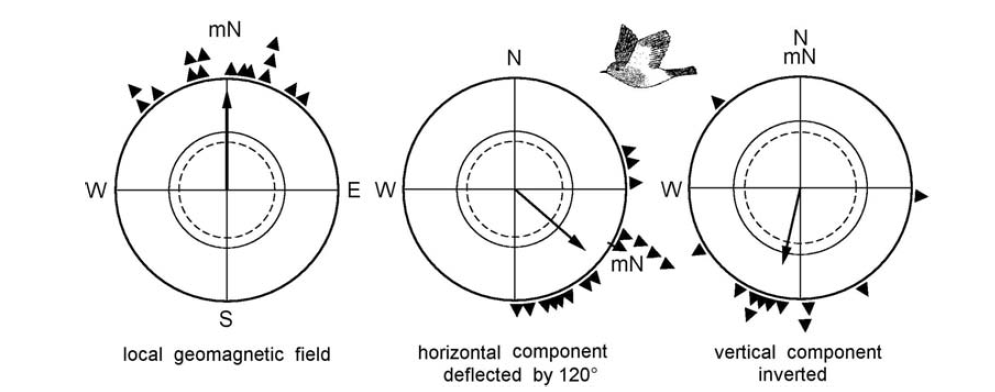 mN
W
E
S
local geomagnetic field
N
W
mN
horizontal component
deflected by 120°
N
mN
W
vertical component
inverted